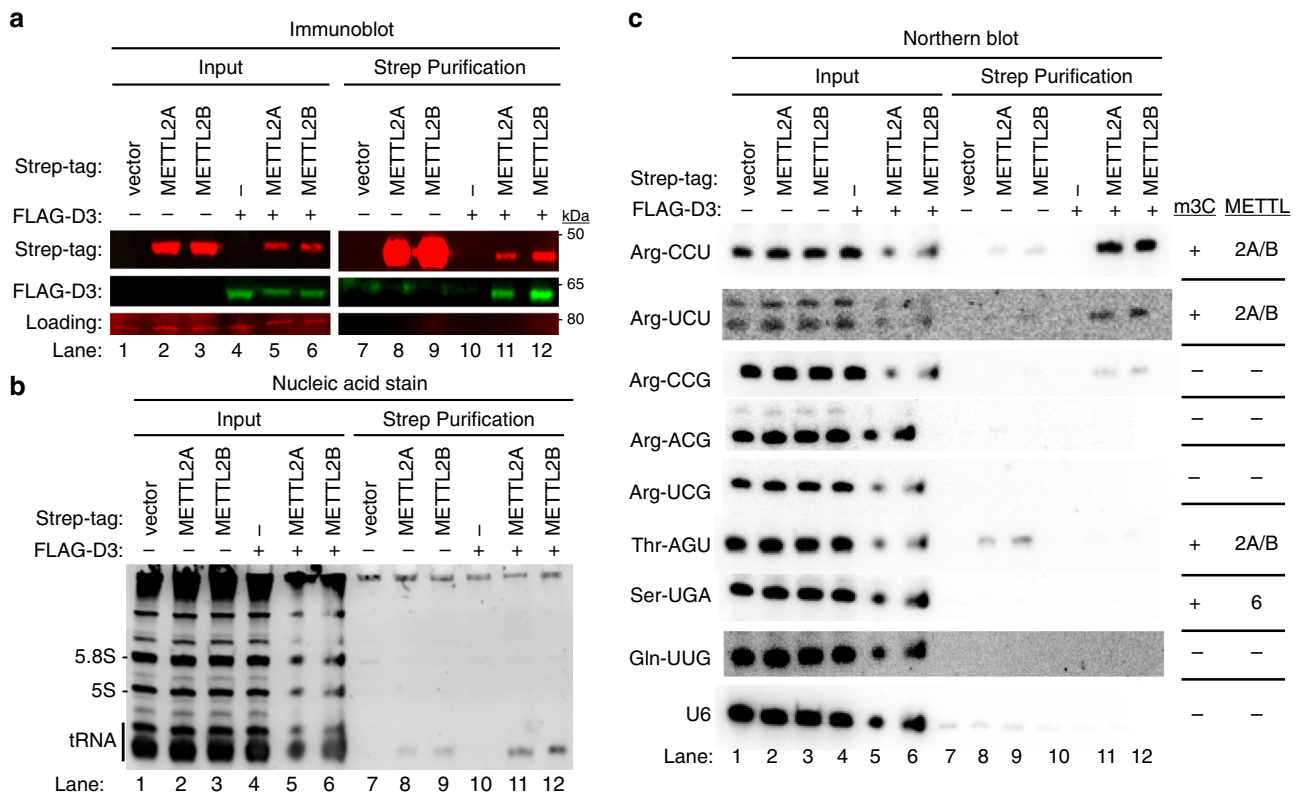 a
Immunoblot
Input Strep Purification
Strep-tag: vector METTL2A METTL2B – METTL2A METTL2B vector METTL2A METTL2B – METTL2A METTL2B
FLAG-D3: – – – + + + – – – + + + kDa
Strep-tag: 50
FLAG-D3: 65
Loading: 80
Lane: 1 2 3 4 5 6 7 8 9 10 11 12
b
Nucleic acid stain
Input Strep Purification
Strep-tag: vector METTL2A METTL2B – METTL2A METTL2B vector METTL2A METTL2B – METTL2A METTL2B
FLAG-D3: – – – + + + – – – + + +
5.8S
5S
tRNA
Lane: 1 2 3 4 5 6 7 8 9 10 11 12
c
Northern blot
Input Strep Purification
Strep-tag: vector METTL2A METTL2B – METTL2A METTL2B vector METTL2A METTL2B – METTL2A METTL2B
FLAG-D3: – – – + + + – – – + + + m3C METTL
Arg-CCU + 2A/B
Arg-UCU + 2A/B
Arg-CCG – –
Arg-ACG – –
Arg-UCG – –
Thr-AGU + 2A/B
Ser-UGA + 6
Gln-UUG – –
U6 – –
Lane: 1 2 3 4 5 6 7 8 9 10 11 12